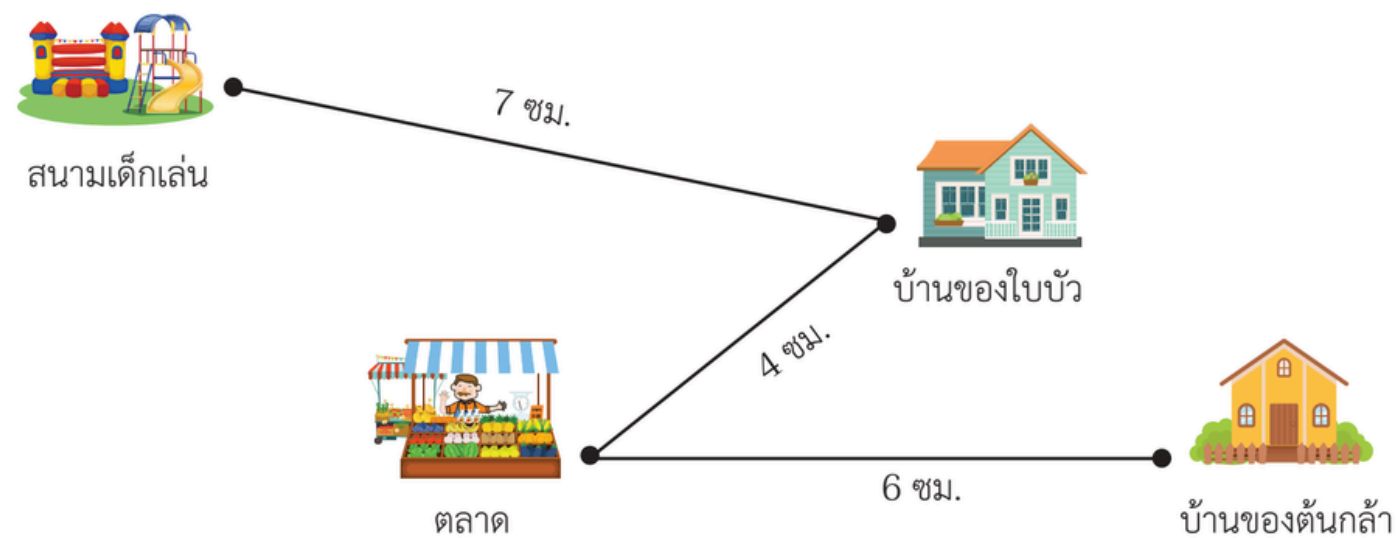 7 ซม.
สนามเด็กเล่น
บ้านของใบบัว
4 ซม.
6 ซม.
ตลาด
บ้านของต้นกล้า